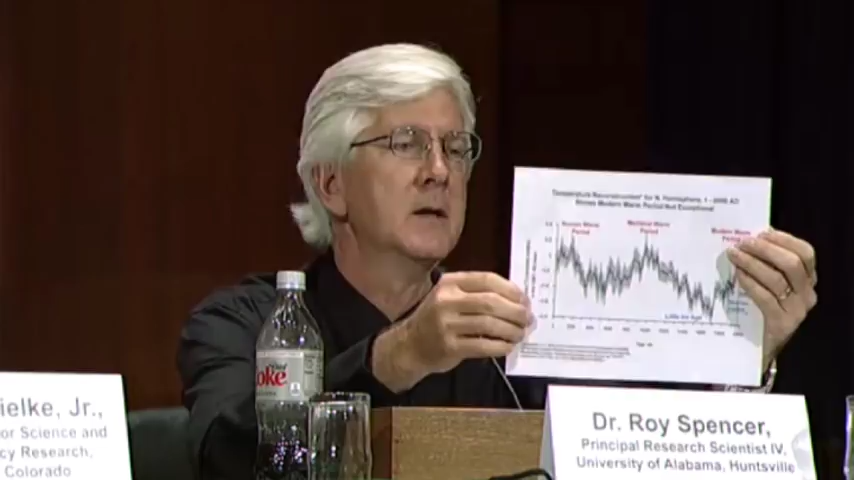 Temperature Reconstruction* for N. Hemisphere, 1 - 2000 AD
Shows Modern Warm Period Not Exceptional
Roman Warm
Period
Medieval Warm
Period
Modern Warm
Period
Little Ice Age
coke
ielke, Jr.,
or Science and
cy Research,
Colorado
Dr. Roy Spencer,
Principal Research Scientist IV,
University of Alabama, Huntsville